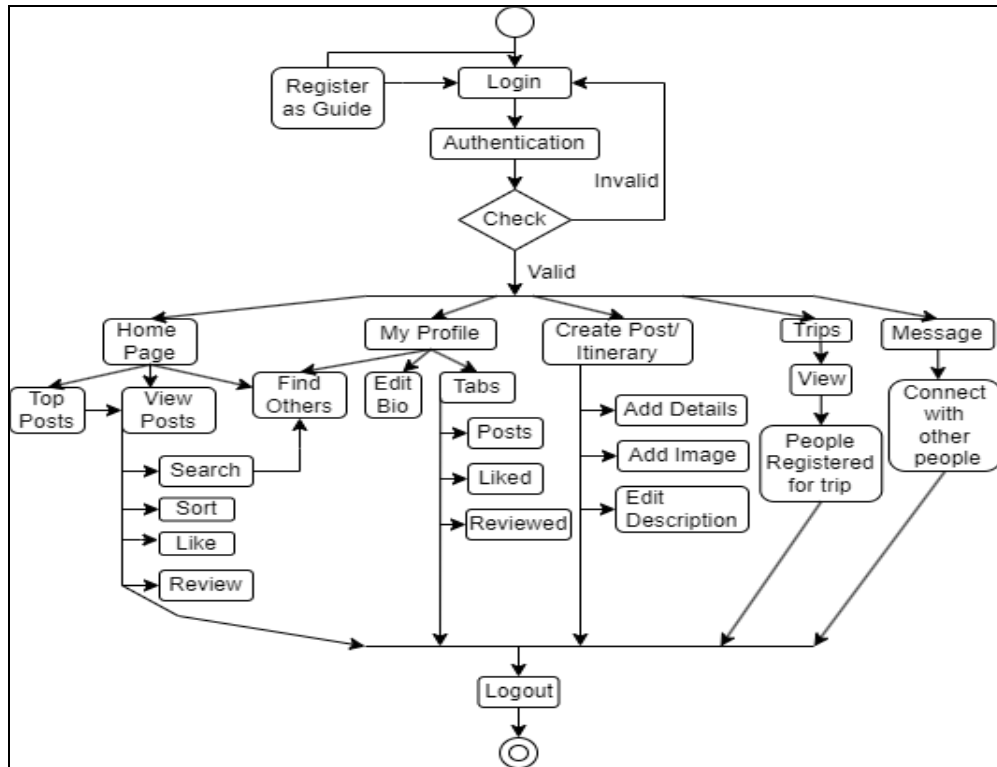 Register
as Guide
Login
Authentication
Invalid
Check
Valid
Home
Page
My Profile
Create Post/
Itinerary
Trips
Message
Top
Posts
View
Posts
Find
Others
Edit
Bio
Tabs
View
Connect
with
other
people
Add Details
Posts
People
Registered
for trip
Search
Liked
Add Image
Sort
Like
Reviewed
Edit
Description
Review
Logout